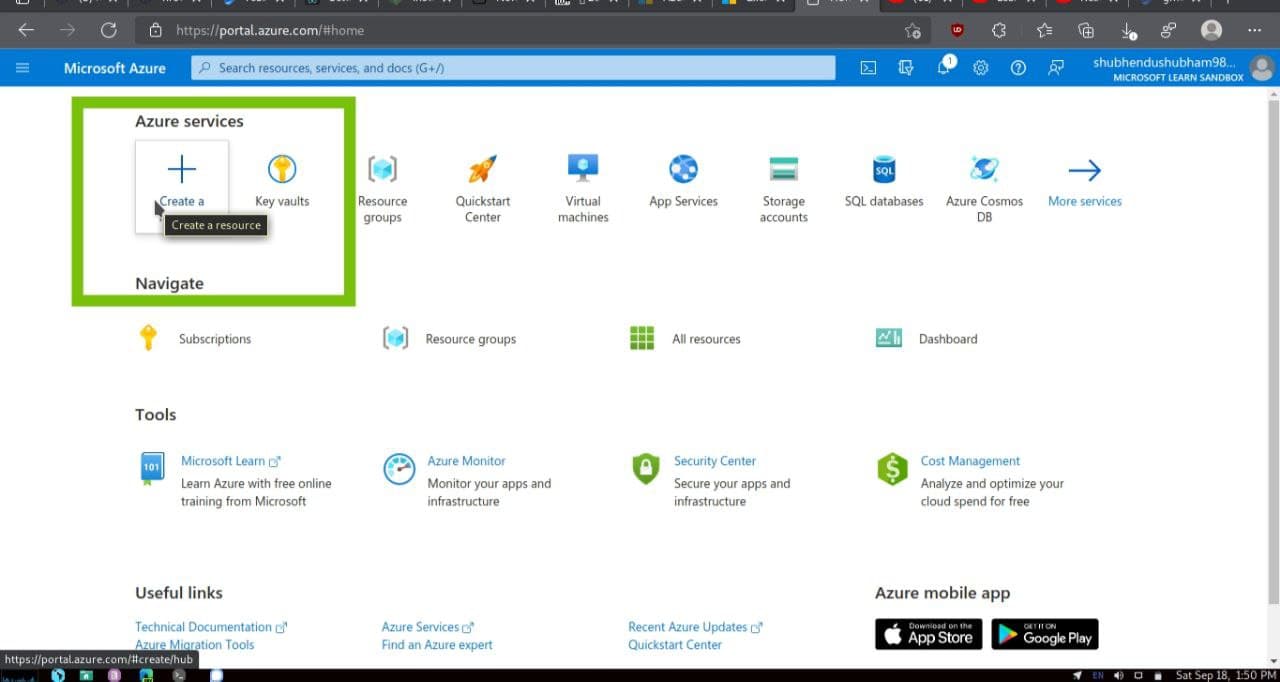 https://portal.azure.com/#home
Microsoft Azure
Search resources, services, and docs (G+/)
1
shubhendushubham98...
MICROSOFT LEARN SANDBOX
Azure services
Create a
Create a resource
Key vaults
Resource groups
Quickstart Center
Virtual machines
App Services
Storage accounts
SQL
SQL databases
Azure Cosmos DB
More services
Navigate
Subscriptions
Resource groups
All resources
Dashboard
Tools
101
Microsoft Learn
Learn Azure with free online
training from Microsoft
Azure Monitor
Monitor your apps and
infrastructure
Security Center
Secure your apps and
infrastructure
Cost Management
Analyze and optimize your
cloud spend for free
Useful links
Technical Documentation
Azure Migration Tools
Azure Services
Find an Azure expert
Recent Azure Updates
Quickstart Center
Azure mobile app
Download on the
App Store
GET IT ON
Google Play
https://portal.azure.com/#create/hub
EN
Sat Sep 18, 1:50 PM